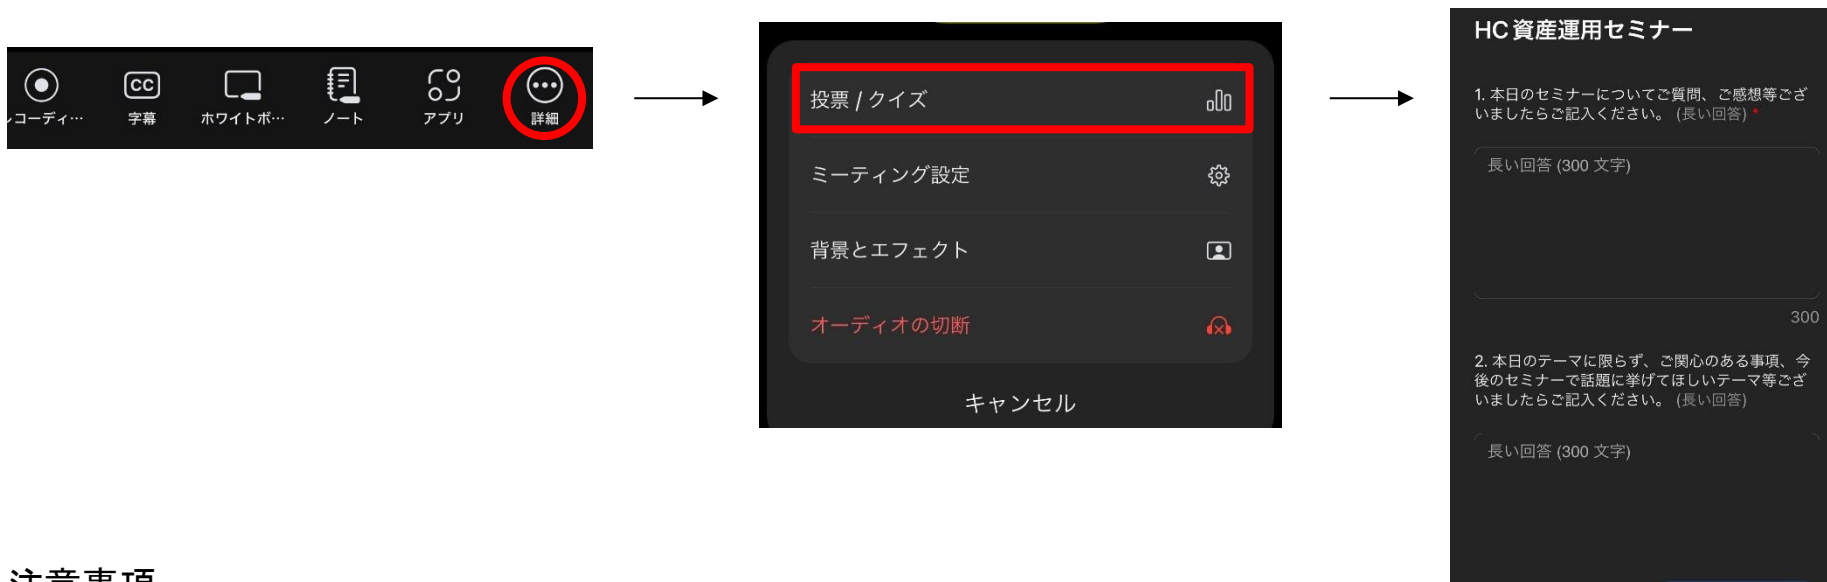 コーディ…
字幕
ホワイトボ…
ノート
アプリ
詳細
CC
投票 / クイズ
ミーティング設定
背景とエフェクト
オーディオの切断
キャンセル
HC 資産運用セミナー
1. 本日のセミナーについてご質問、ご感想等ござ
いましたらご記入ください。 (長い回答) *
長い回答 (300 文字)
300
2. 本日のテーマに限らず、ご関心のある事項、今
後のセミナーで話題に挙げてほしいテーマ等ござ
いましたらご記入ください。 (長い回答)
長い回答 (300 文字)
注意事項